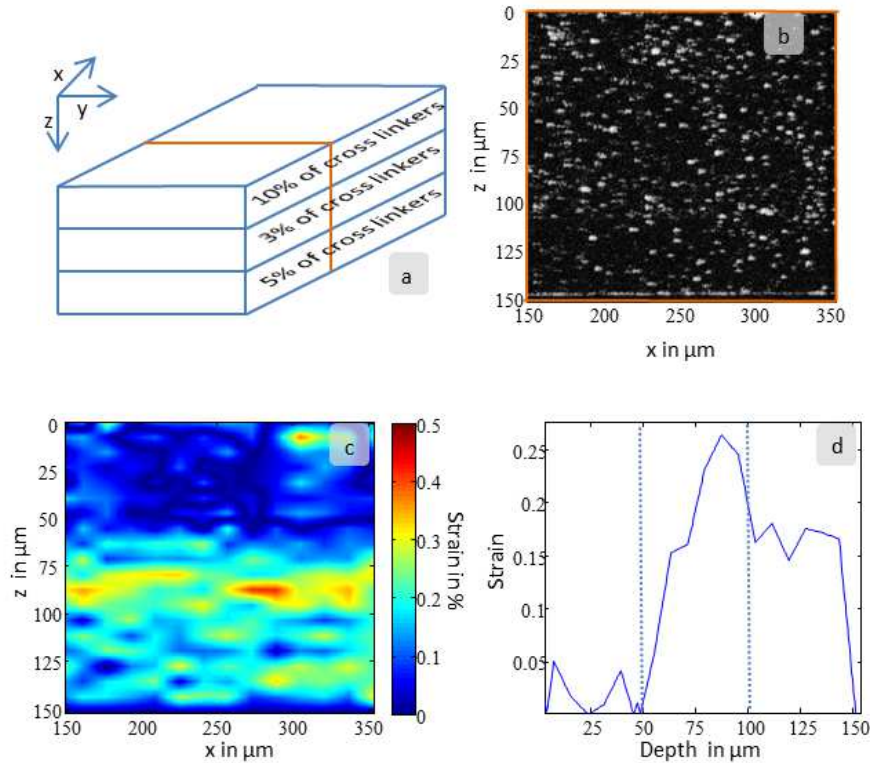 x
y
z
10% of cross linkers
3% of cross linkers
5% of cross linkers
a
b
0
25
50
75
100
125
150
z in µm
150 200 250 300 350
x in µm
c
0
25
50
75
100
125
150
z in µm
150 200 250 300 350
x in µm
0.5
0.4
0.3
0.2
0.1
0
Strain in %
d
0.25
0.2
0.15
0.1
0.05
Strain
25 50 75 100 125 150
Depth in µm